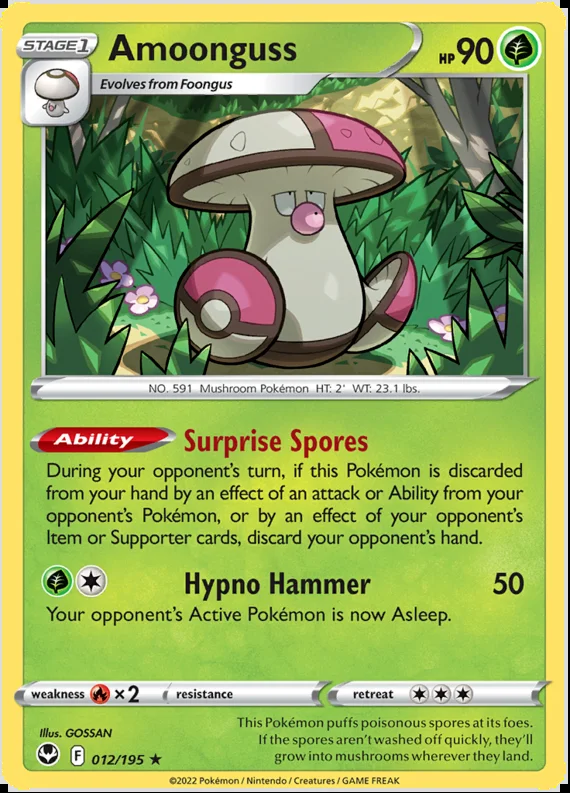 STAGE1
Amoonguss
HP 90
Evolves from Foongus
NO. 591 Mushroom Pokémon HT: 2' WT: 23.1 lbs.
Ability Surprise Spores
During your opponent's turn, if this Pokémon is discarded
from your hand by an effect of an attack or Ability from your
opponent's Pokémon, or by an effect of your opponent's
Item or Supporter cards, discard your opponent's hand.
Hypno Hammer 50
Your opponent's Active Pokémon is now Asleep.
weakness ×2 resistance retreat
Illus. GOSSAN
F 012/195 ★
This Pokémon puffs poisonous spores at its foes.
If the spores aren't washed off quickly, they'll
grow into mushrooms wherever they land.
©2022 Pokémon / Nintendo / Creatures / GAME FREAK